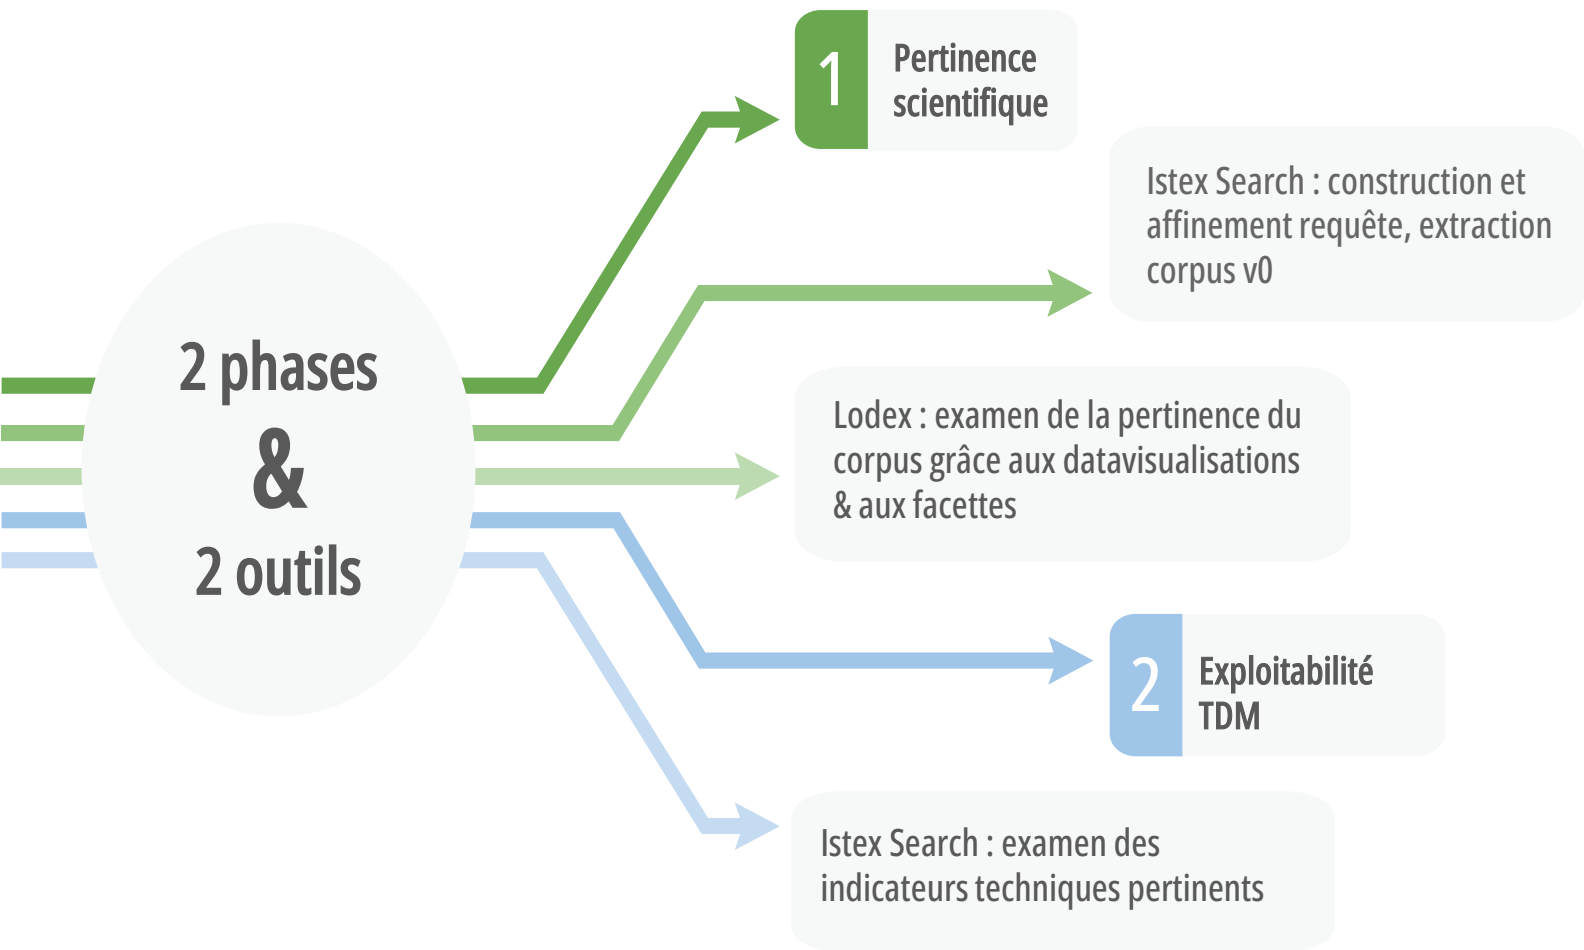 2 phases
&
2 outils
1
Pertinence
scientifique
Istex Search : construction et
affinement requête, extraction
corpus v0
Lodex : examen de la pertinence du
corpus grâce aux datavisualisations
& aux facettes
2
Exploitabilité
TDM
Istex Search : examen des
indicateurs techniques pertinents